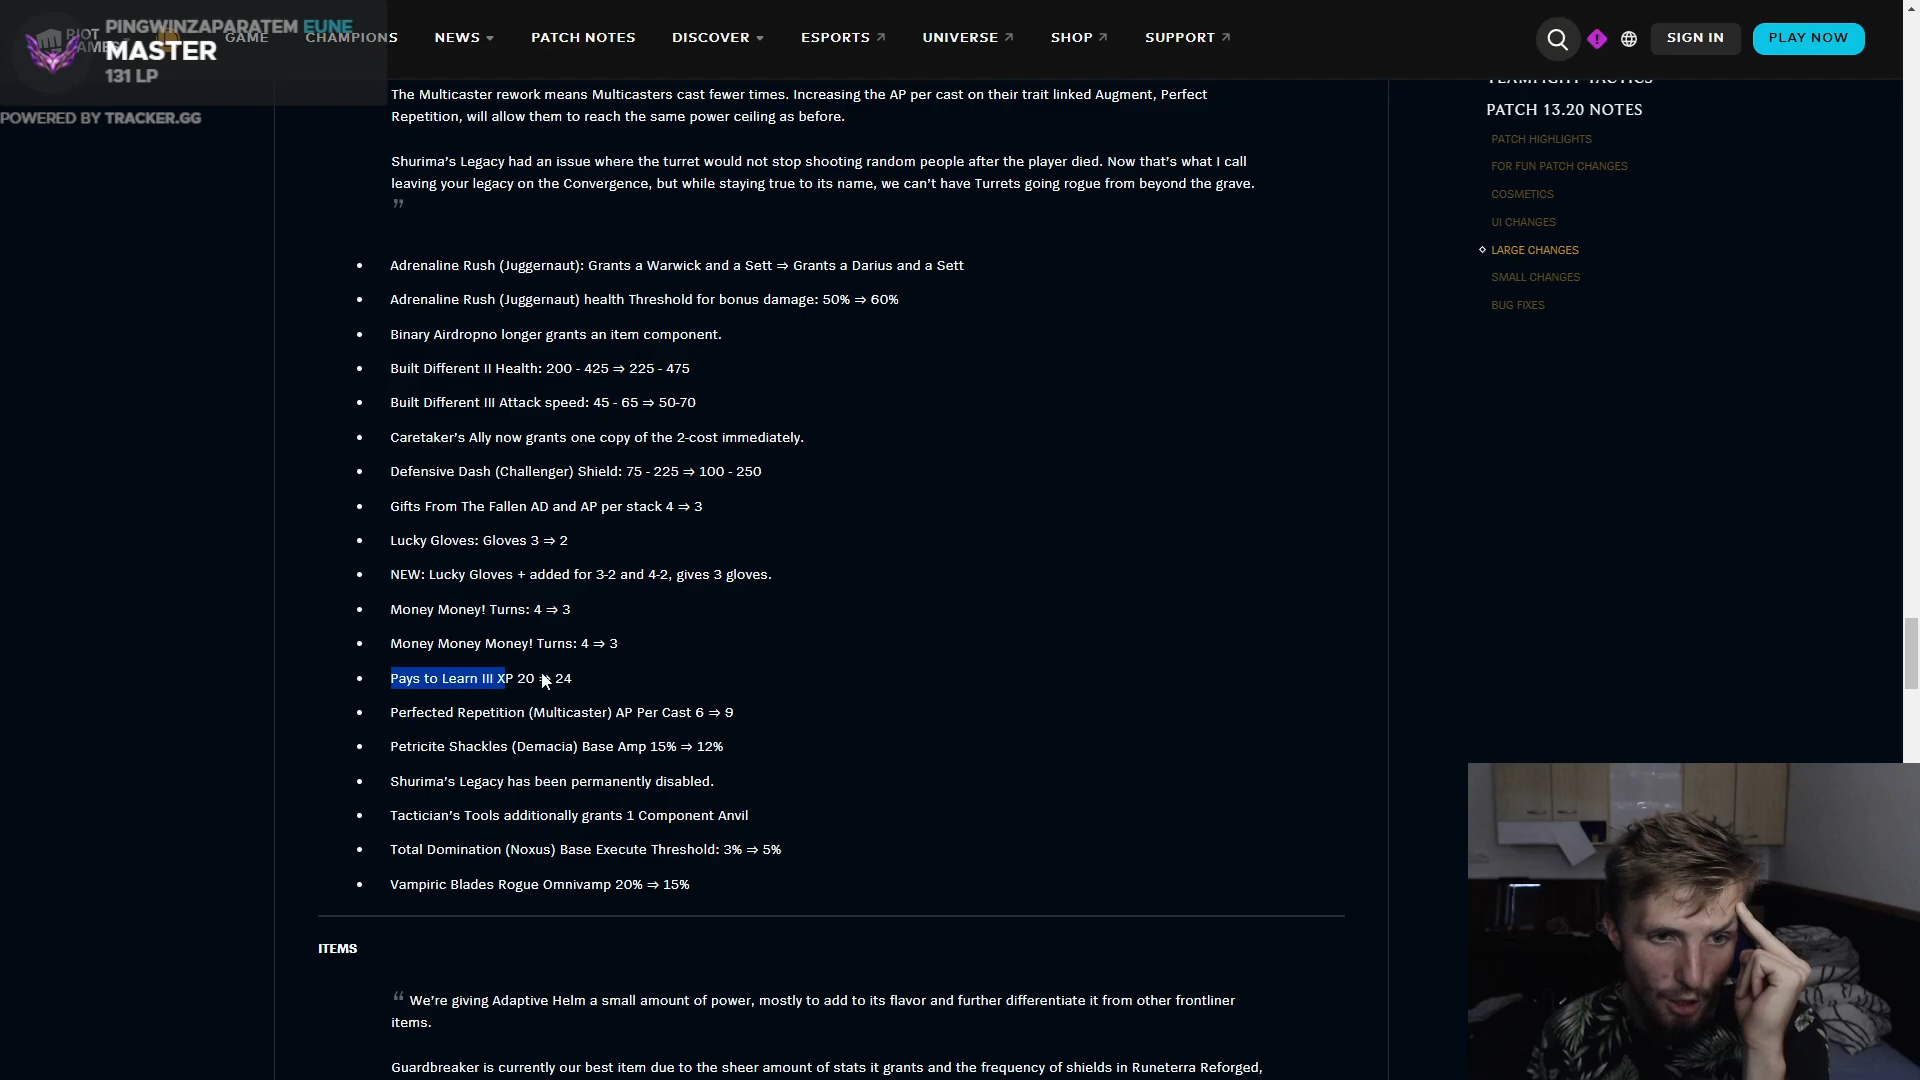 PINGWINZAPARATEM EUNE
MASTER
131 LP
POWERED BY TRACKER.GG
RIOT
GAME
CHAMPIONS
NEWS
PATCH NOTES
DISCOVER
ESPORTS
UNIVERSE
SHOP
SUPPORT
SIGN IN
PLAY NOW
The Multicaster rework means Multicasters cast fewer times. Increasing the AP per cast on their trait linked Augment, Perfect
Repetition, will allow them to reach the same power ceiling as before.
Shurima’s Legacy had an issue where the turret would not stop shooting random people after the player died. Now that’s what I call
leaving your legacy on the Convergence, but while staying true to its name, we can’t have Turrets going rogue from beyond the grave.
”
• Adrenaline Rush (Juggernaut): Grants a Warwick and a Sett ⇒ Grants a Darius and a Sett
• Adrenaline Rush (Juggernaut) health Threshold for bonus damage: 50% ⇒ 60%
• Binary Airdropno longer grants an item component.
• Built Different II Health: 200 - 425 ⇒ 225 - 475
• Built Different III Attack speed: 45 - 65 ⇒ 50-70
• Caretaker’s Ally now grants one copy of the 2-cost immediately.
• Defensive Dash (Challenger) Shield: 75 - 225 ⇒ 100 - 250
• Gifts From The Fallen AD and AP per stack 4 ⇒ 3
• Lucky Gloves: Gloves 3 ⇒ 2
• NEW: Lucky Gloves + added for 3-2 and 4-2, gives 3 gloves.
• Money Money! Turns: 4 ⇒ 3
• Money Money Money! Turns: 4 ⇒ 3
• Pays to Learn III XP 20 ⇒ 24
• Perfected Repetition (Multicaster) AP Per Cast 6 ⇒ 9
• Petricite Shackles (Demacia) Base Amp 15% ⇒ 12%
• Shurima’s Legacy has been permanently disabled.
• Tactician’s Tools additionally grants 1 Component Anvil
• Total Domination (Noxus) Base Execute Threshold: 3% ⇒ 5%
• Vampiric Blades Rogue Omnivamp 20% ⇒ 15%
ITEMS
“ We’re giving Adaptive Helm a small amount of power, mostly to add to its flavor and further differentiate it from other frontliner
items.
Guardbreaker is currently our best item due to the sheer amount of stats it grants and the frequency of shields in Runeterra Reforged,
TEAMFIGHT TACTICS
PATCH 13.20 NOTES
PATCH HIGHLIGHTS
FOR FUN PATCH CHANGES
COSMETICS
UI CHANGES
LARGE CHANGES
SMALL CHANGES
BUG FIXES